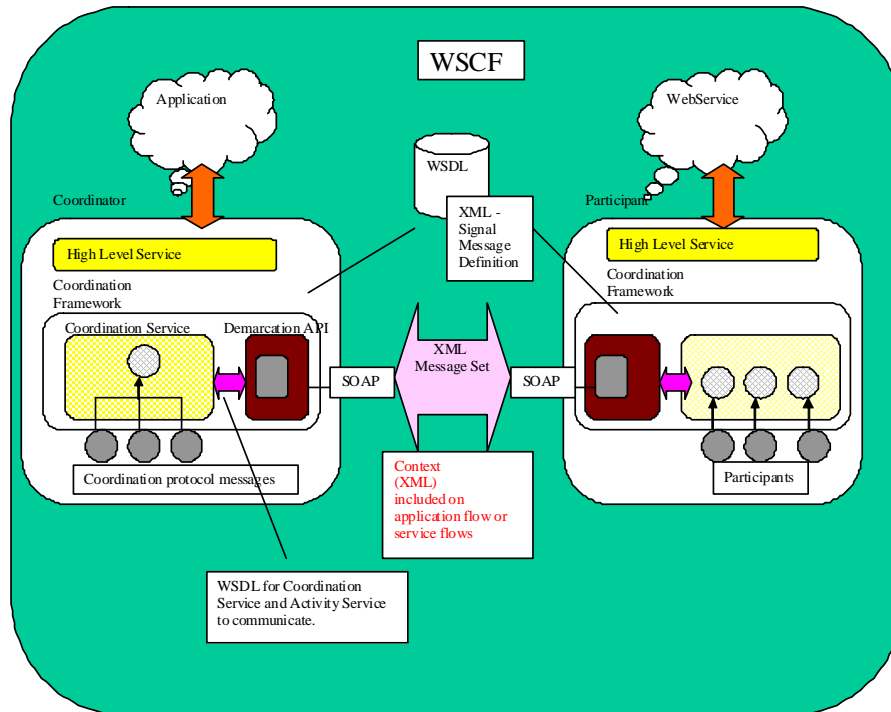 WSCF
Application
WebService
WSDL
Coordinator
Participant
XML -
Signal
Message
Definition
High Level Service
High Level Service
Coordination
Framework
Coordination
Framework
Coordination Service
Demarcation API
XML
Message Set
SOAP
SOAP
Coordination protocol messages
Participants
Context
(XML)
included on
application flow or
service flows
WSDL for Coordination
Service and Activity Service
to communicate.